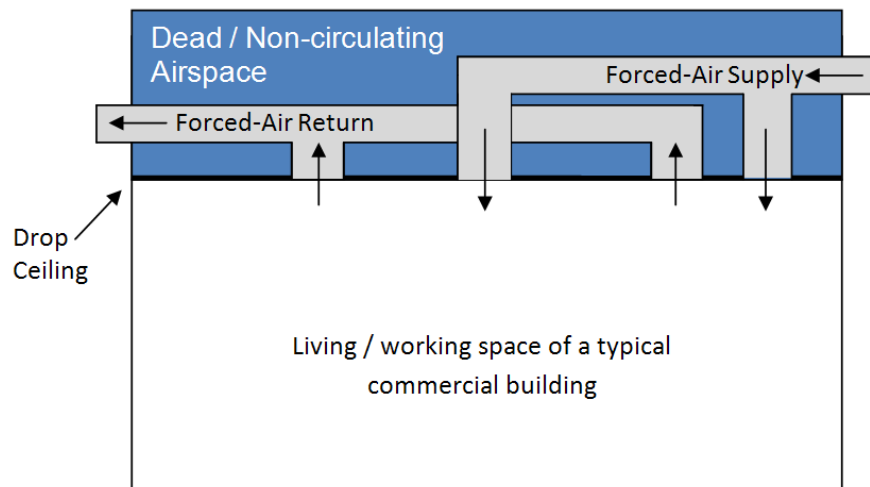 Dead / Non-circulating
Airspace
Forced-Air Supply
Forced-Air Return
Drop
Ceiling
Living / working space of a typical
commercial building